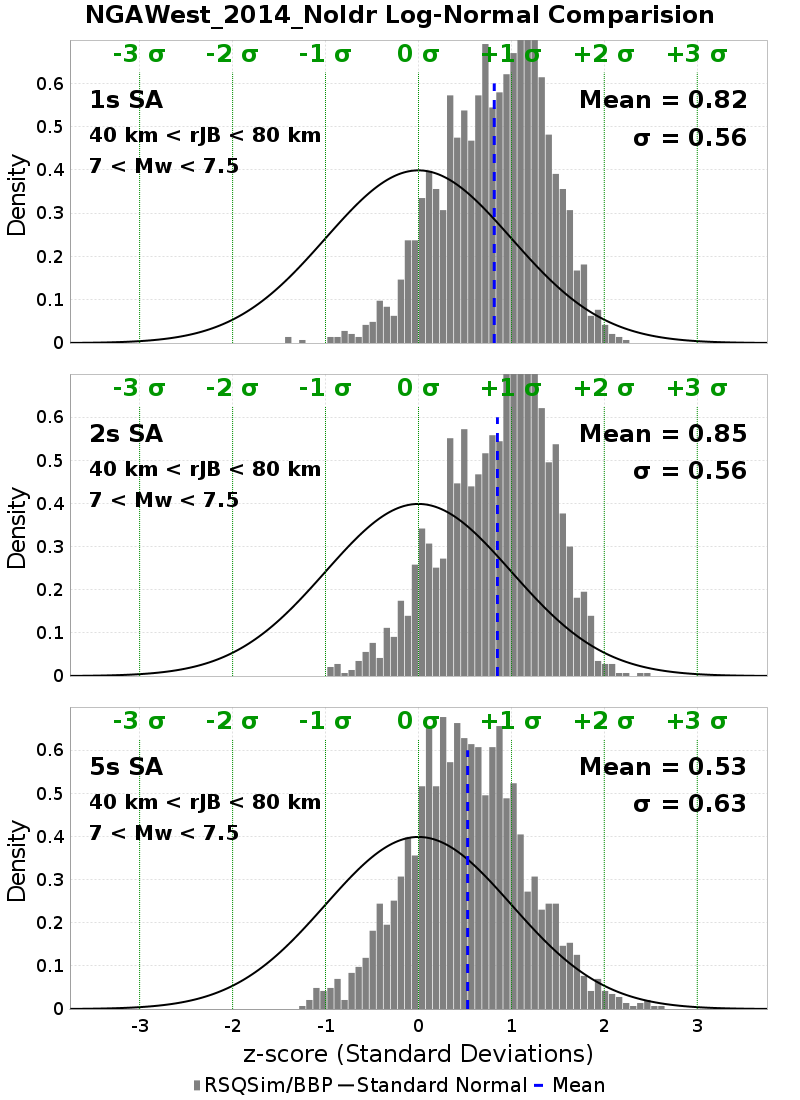 NGAWest_2014_NoIdr Log-Normal Comparision
-3 σ -2 σ -1 σ 0 σ +1 σ +2 σ +3 σ
1s SA
Mean = 0.82
40 km < rJB < 80 km
σ = 0.56
7 < Mw < 7.5
Density
0.6
0.5
0.4
0.3
0.2
0.1
0
-3 σ -2 σ -1 σ 0 σ +1 σ +2 σ +3 σ
2s SA
Mean = 0.85
40 km < rJB < 80 km
σ = 0.56
7 < Mw < 7.5
Density
0.6
0.5
0.4
0.3
0.2
0.1
0
-3 σ -2 σ -1 σ 0 σ +1 σ +2 σ +3 σ
5s SA
Mean = 0.53
40 km < rJB < 80 km
σ = 0.63
7 < Mw < 7.5
Density
0.6
0.5
0.4
0.3
0.2
0.1
0
-3 -2 -1 0 1 2 3
z-score (Standard Deviations)
RSQSim/BBP Standard Normal Mean